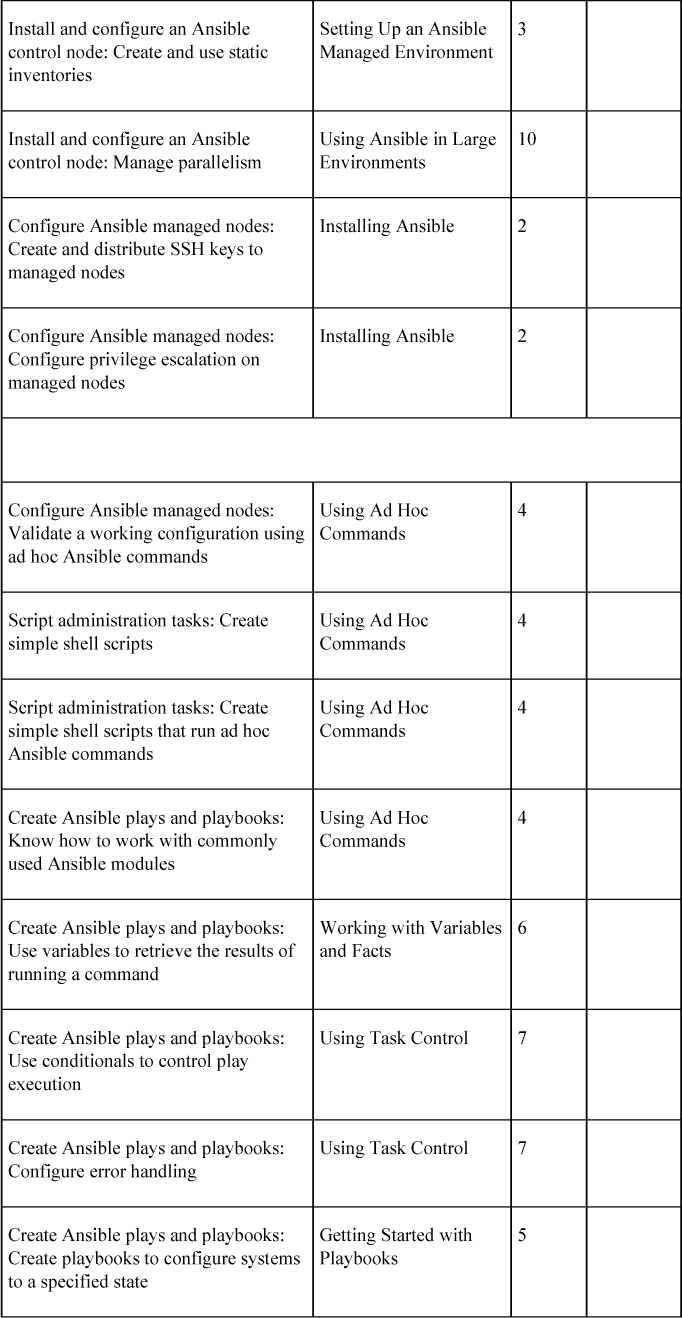 Install and configure an Ansible
control node: Create and use static
inventories
Setting Up an Ansible
Managed Environment
3
Install and configure an Ansible
control node: Manage parallelism
Using Ansible in Large
Environments
10
Configure Ansible managed nodes:
Create and distribute SSH keys to
managed nodes
Installing Ansible
2
Configure Ansible managed nodes:
Configure privilege escalation on
managed nodes
Installing Ansible
2
Configure Ansible managed nodes:
Validate a working configuration using
ad hoc Ansible commands
Using Ad Hoc
Commands
4
Script administration tasks: Create
simple shell scripts
Using Ad Hoc
Commands
4
Script administration tasks: Create
simple shell scripts that run ad hoc
Ansible commands
Using Ad Hoc
Commands
4
Create Ansible plays and playbooks:
Know how to work with commonly
used Ansible modules
Using Ad Hoc
Commands
4
Create Ansible plays and playbooks:
Use variables to retrieve the results of
running a command
Working with Variables
and Facts
6
Create Ansible plays and playbooks:
Use conditionals to control play
execution
Using Task Control
7
Create Ansible plays and playbooks:
Configure error handling
Using Task Control
7
Create Ansible plays and playbooks:
Create playbooks to configure systems
to a specified state
Getting Started with
Playbooks
5